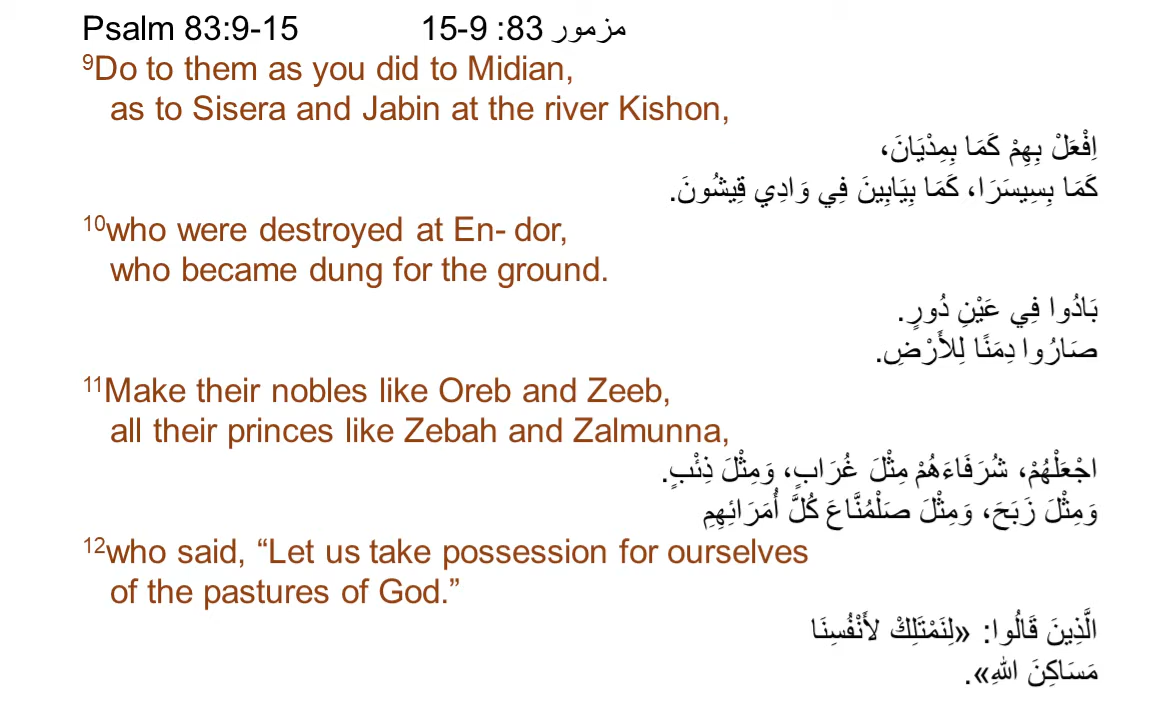 Psalm 83:9-15 مزمور 83: 9-15
⁹Do to them as you did to Midian,
as to Sisera and Jabin at the river Kishon,
اِفْعَلْ بِهِمْ كَمَا بِمِدْيَانَ،
كَمَا بِسِيسَرَا، كَمَا بِيَابِينَ فِي وَادِي قِيشُونَ.
¹⁰who were destroyed at En- dor,
who became dung for the ground.
بَادُوا فِي عَيْنِ دُورٍ.
صَارُوا دِمَنًا لِلأَرْضِ.
¹¹Make their nobles like Oreb and Zeeb,
all their princes like Zebah and Zalmunna,
اجْعَلْهُمْ، شُرَفَاءَهُمْ مِثْلَ غُرَابٍ، وَمِثْلَ ذِئْبٍ.
وَمِثْلَ زَبَحَ، وَمِثْلَ صَلْمُنَّاعَ كُلَّ أُمَرَائِهِمِ
¹²who said, “Let us take possession for ourselves
of the pastures of God.”
الَّذِينَ قَالُوا: «لِنَمْتَلِكْ لأَنْفُسِنَا
مَسَاكِنَ اللهِ».